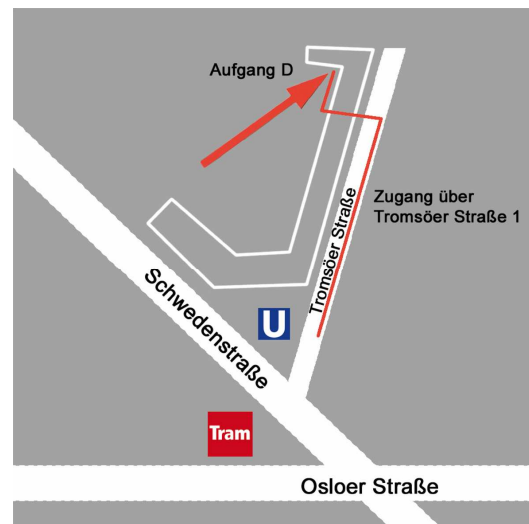 Aufgang D
Zugang über
Tromsöer Straße 1
Tromsöer Straße
Schwedenstraße
U
Tram
Osloer Straße